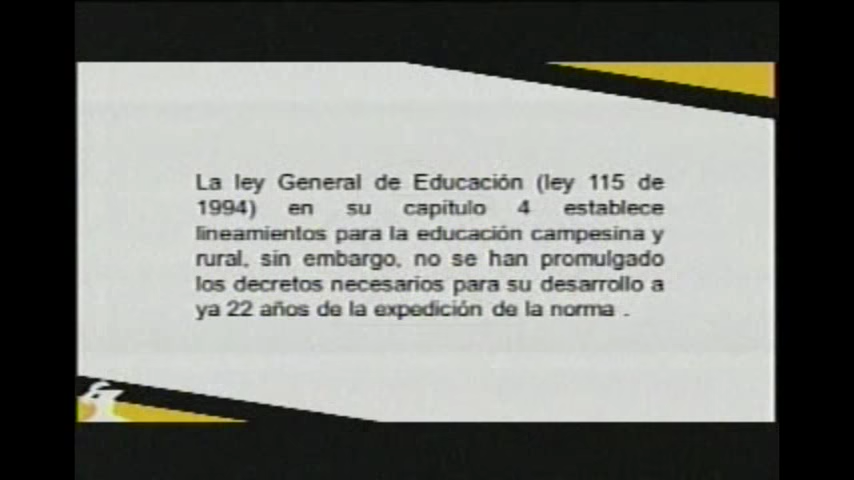 La ley General de Educación (ley 115 de
1994) en su capítulo 4 establece
lineamientos para la educación campesina y
rural, sin embargo, no se han promulgado
los decretos necesarios para su desarrollo a
ya 22 años de la expedición de la norma .